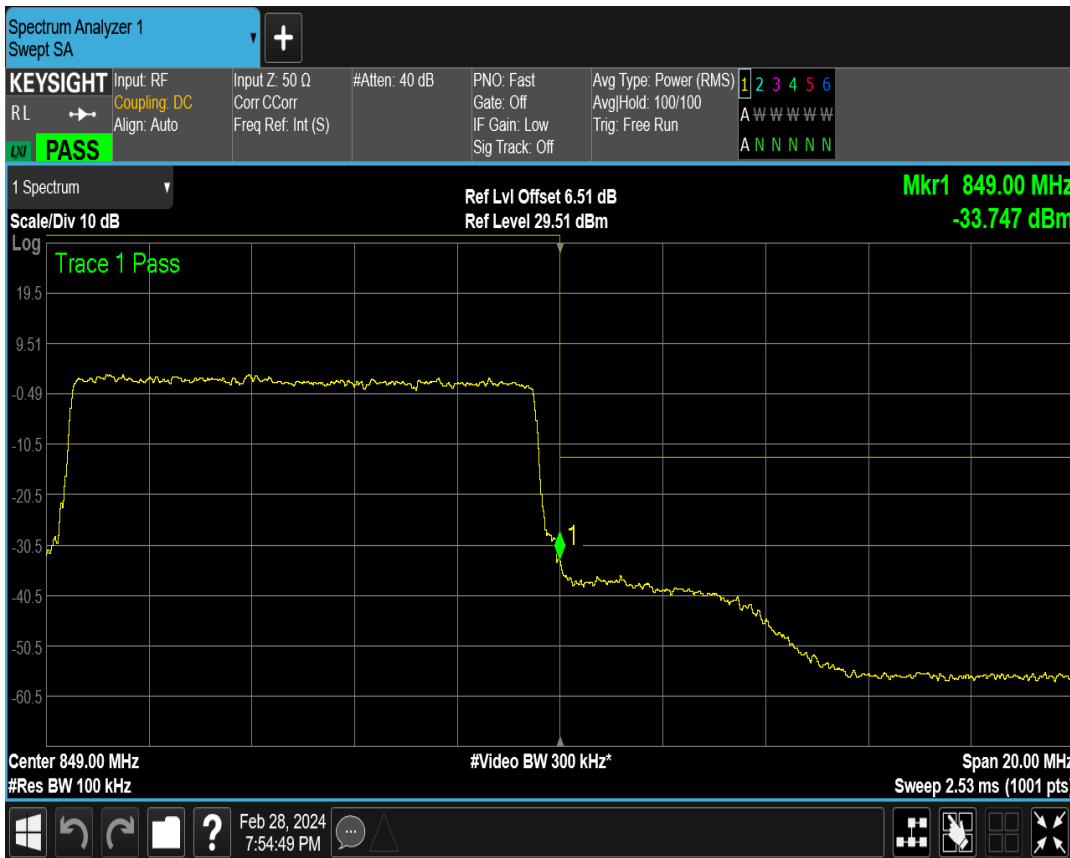 Spectrum Analyzer 1
Swept SA
+
KEYSIGHT
RL
LXI PASS
Input: RF
Coupling: DC
Align: Auto
Input Z: 50 Ω
Corr CCorr
Freq Ref: Int (S)
#Atten: 40 dB
PNO: Fast
Gate: Off
IF Gain: Low
Sig Track: Off
Avg Type: Power (RMS)
Avg|Hold: 100/100
Trig: Free Run
1 2 3 4 5 6
A W W W W W
A N N N N N
1 Spectrum
Scale/Div 10 dB
Ref Lvl Offset 6.51 dB
Ref Level 29.51 dBm
Mkr1 849.00 MHz
-33.747 dBm
Log
Trace 1 Pass
19.5
9.51
-0.49
-10.5
-20.5
-30.5
1
-40.5
-50.5
-60.5
Center 849.00 MHz
#Video BW 300 kHz*
Span 20.00 MHz
#Res BW 100 kHz
Sweep 2.53 ms (1001 pts)
?
Feb 28, 2024
7:54:49 PM